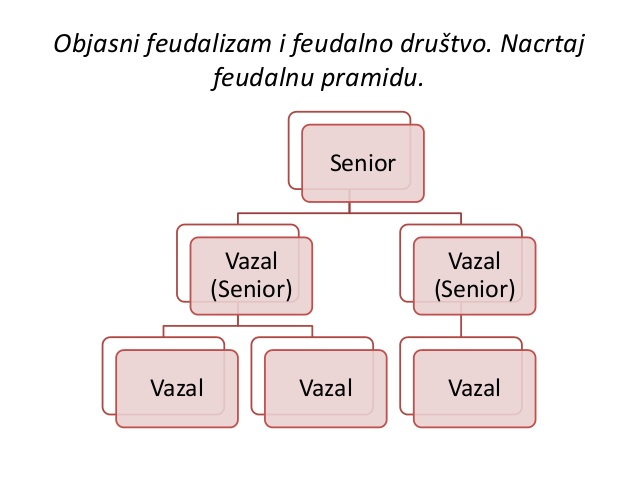 Objasni feudalizam i feudalno društvo. Nacrtaj
feudalnu pramidu.
Senior
Vazal
(Senior)
Vazal
(Senior)
Vazal
Vazal
Vazal